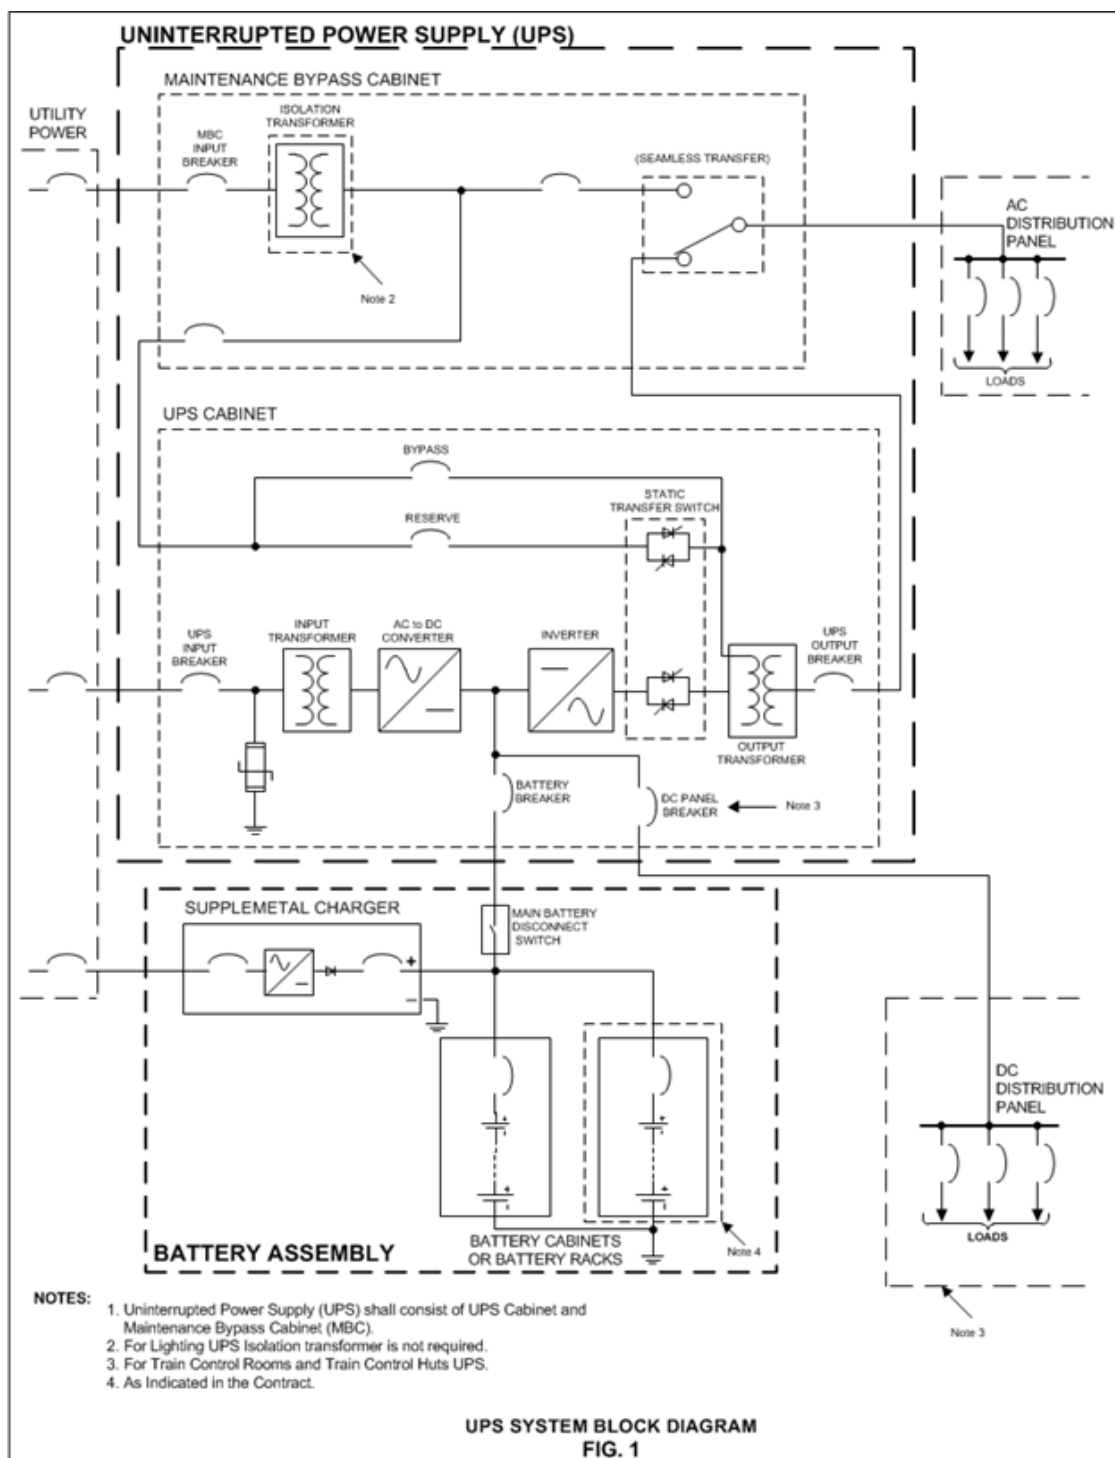 UNINTERRUPTED POWER SUPPLY (UPS)
MAINTENANCE BYPASS CABINET
UTILITY
POWER
ISOLATION
TRANSFORMER
MBC
INPUT
BREAKER
(SEAMLESS TRANSFER)
Note 2
AC
DISTRIBUTION
PANEL
LOADS
UPS CABINET
BYPASS
RESERVE
STATIC
TRANSFER SWITCH
UPS
INPUT
BREAKER
INPUT
TRANSFORMER
AC to DC
CONVERTER
INVERTER
UPS
OUTPUT
BREAKER
OUTPUT
TRANSFORMER
BATTERY
BREAKER
DC PANEL
BREAKER
Note 3
SUPPLEMETAL CHARGER
+
−
MAIN BATTERY
DISCONNECT
SWITCH
DC
DISTRIBUTION
PANEL
LOADS
Note 3
BATTERY CABINETS
OR BATTERY RACKS
Note 4
BATTERY ASSEMBLY
NOTES:
1. Uninterrupted Power Supply (UPS) shall consist of UPS Cabinet and
Maintenance Bypass Cabinet (MBC).
2. For Lighting UPS Isolation transformer is not required.
3. For Train Control Rooms and Train Control Huts UPS.
4. As Indicated in the Contract.
UPS SYSTEM BLOCK DIAGRAM
FIG. 1